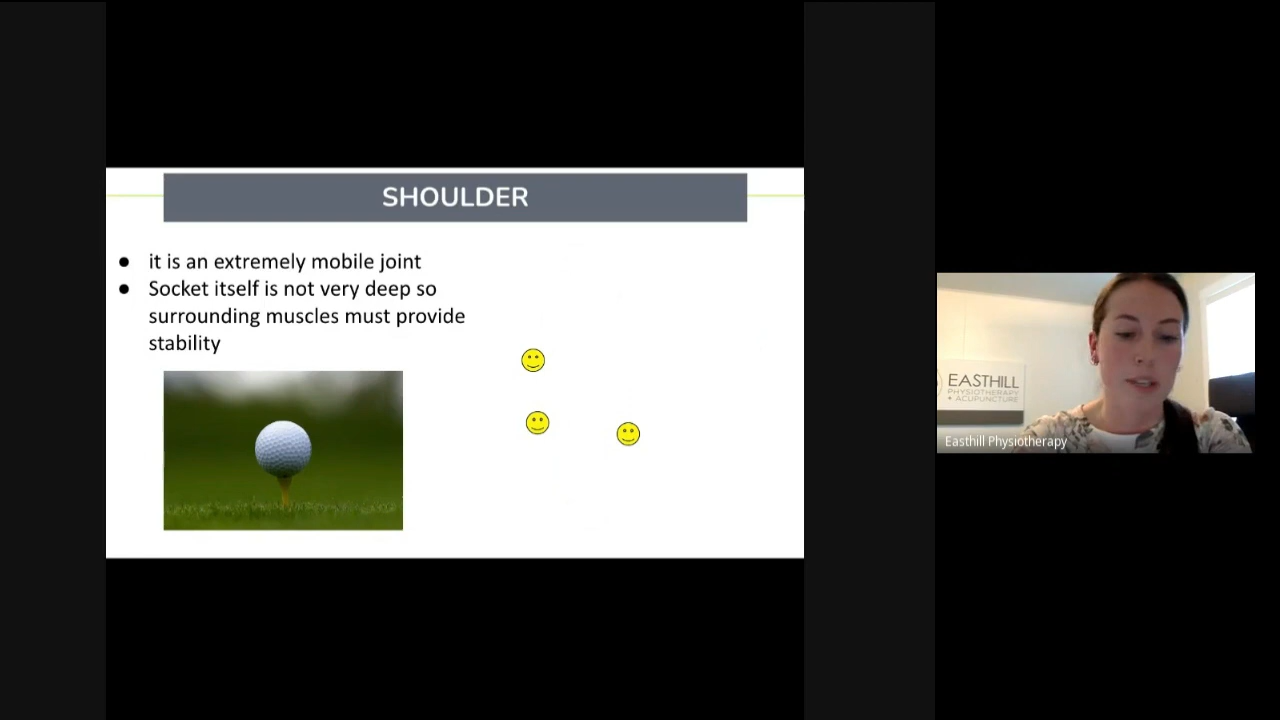 SHOULDER
● it is an extremely mobile joint
● Socket itself is not very deep so
surrounding muscles must provide
stability
EASTHILL
PHYSIOTHERAPY
+ ACUPUNCTURE
Easthill Physiotherapy